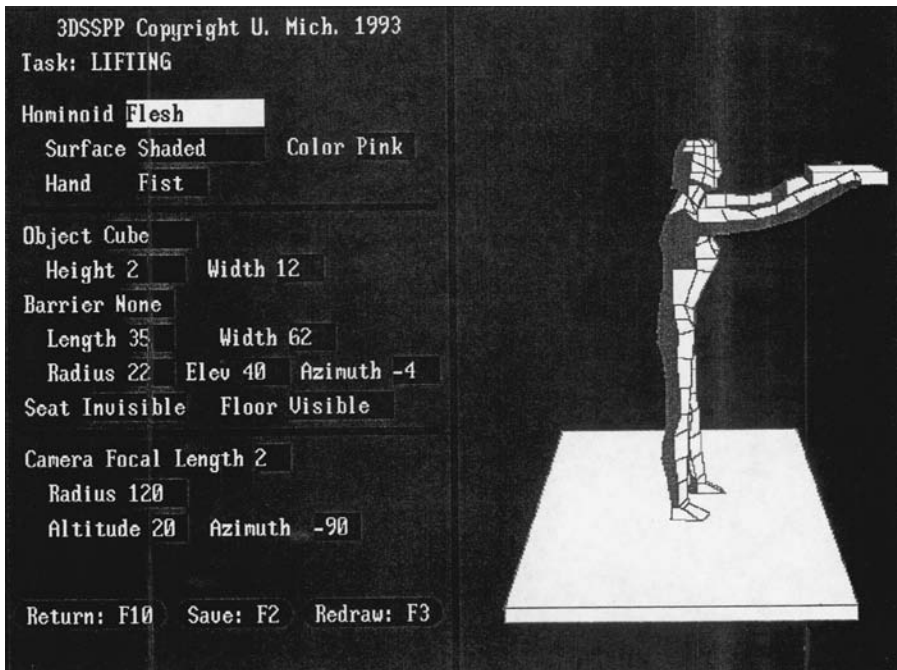 3DSSPP Copyright U. Mich. 1993
Task: LIFTING
Hominoid Flesh
Surface Shaded Color Pink
Hand Fist
Object Cube
Height 2 Width 12
Barrier None
Length 35 Width 62
Radius 22 Elev 40 Azimuth -4
Seat Invisible Floor Visible
Camera Focal Length 2
Radius 120
Altitude 20 Azimuth -90
Return: F10 Save: F2 Redraw: F3